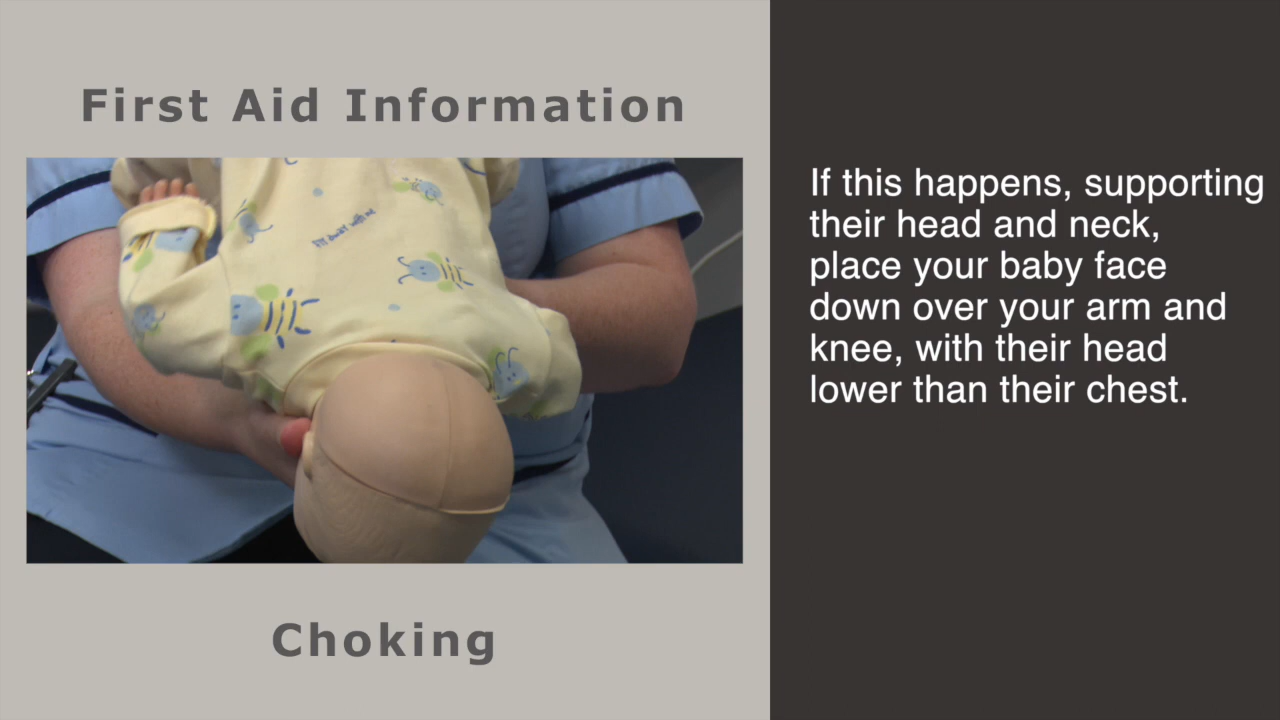 First Aid Information
If this happens, supporting
their head and neck,
place your baby face
down over your arm and
knee, with their head
lower than their chest.
Choking